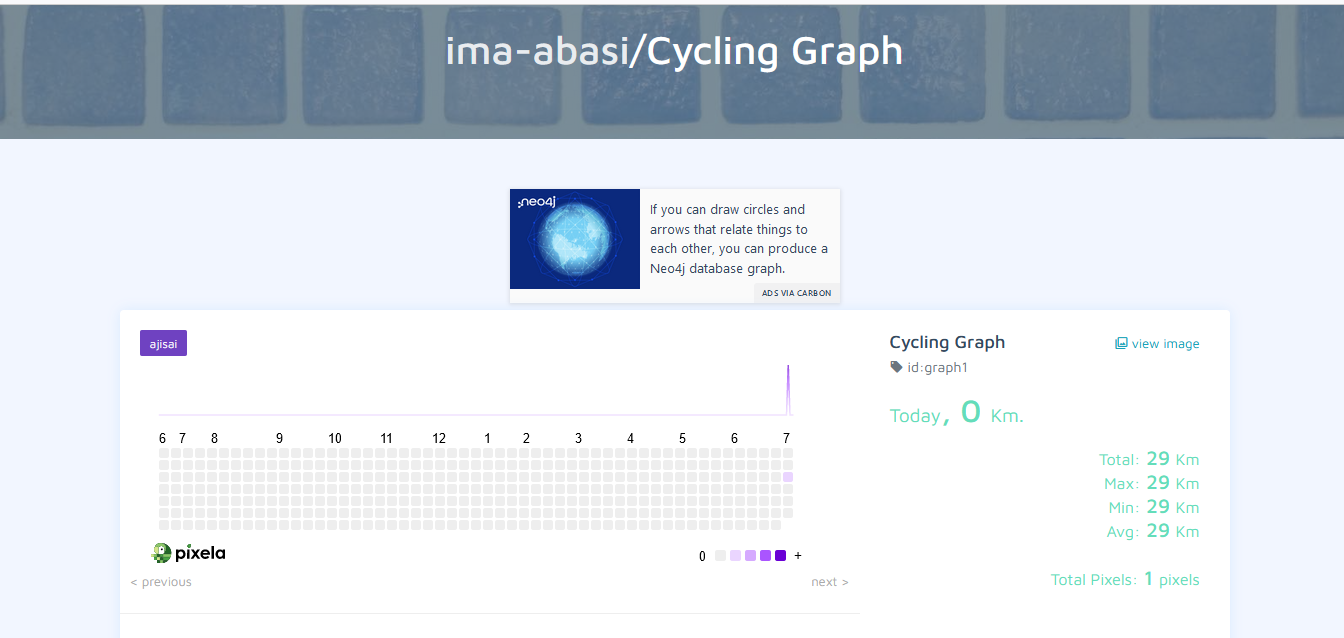 ima-abasi/Cycling Graph
:neo4j
If you can draw circles and
arrows that relate things to
each other, you can produce a
Neo4j database graph.
ADS VIA CARBON
ajisai
6 7 8 9 10 11 12 1 2 3 4 5 6 7
pixela
0 +
< previous
next >
Cycling Graph
view image
id:graph1
Today, 0 Km.
Total: 29 Km
Max: 29 Km
Min: 29 Km
Avg: 29 Km
Total Pixels: 1 pixels